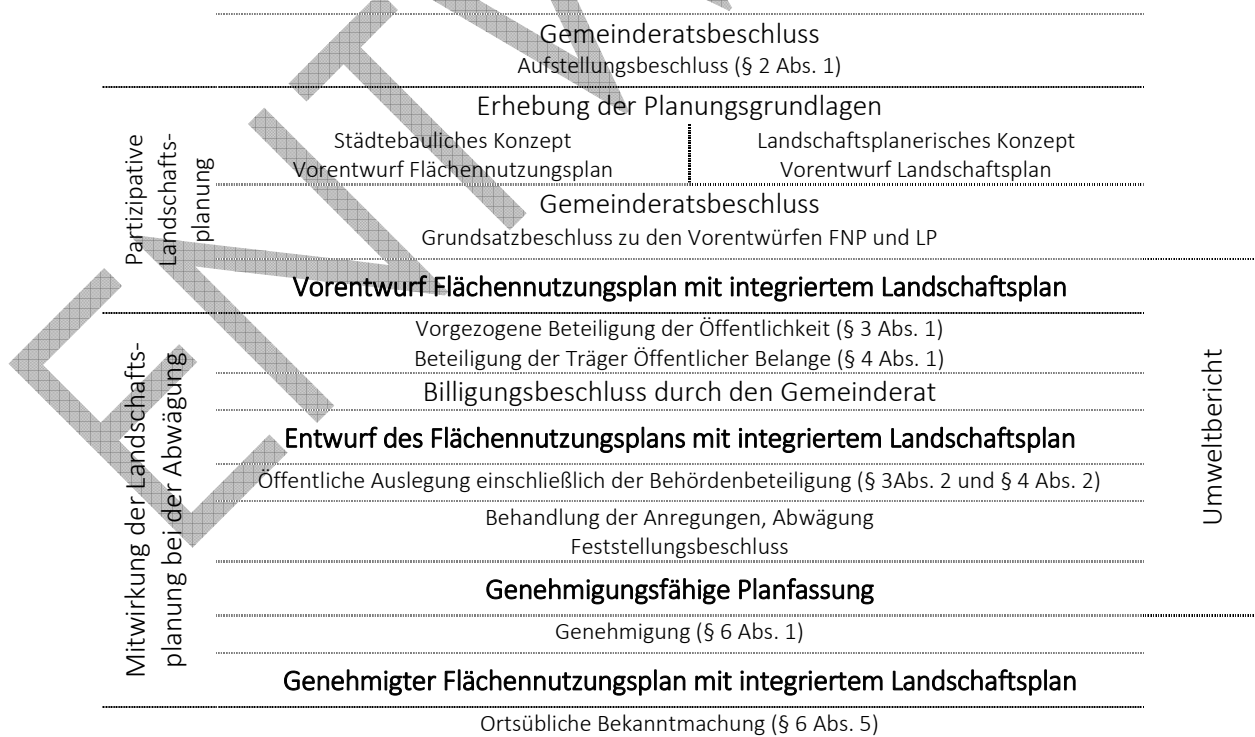 Gemeinderatsbeschluss
Aufstellungsbeschluss (§ 2 Abs. 1)
Partizipative
Landschafts-
planung
Erhebung der Planungsgrundlagen
Städtebauliches Konzept
Vorentwurf Flächennutzungsplan
Landschaftsplanerisches Konzept
Vorentwurf Landschaftsplan
Gemeinderatsbeschluss
Grundsatzbeschluss zu den Vorentwürfen FNP und LP
Vorentwurf Flächennutzungsplan mit integriertem Landschaftsplan
Mitwirkung der Landschafts-
planung bei der Abwägung
Vorgezogene Beteiligung der Öffentlichkeit (§ 3 Abs. 1)
Beteiligung der Träger Öffentlicher Belange (§ 4 Abs. 1)
Billigungsbeschluss durch den Gemeinderat
Entwurf des Flächennutzungsplans mit integriertem Landschaftsplan
Öffentliche Auslegung einschließlich der Behördenbeteiligung (§ 3Abs. 2 und § 4 Abs. 2)
Behandlung der Anregungen, Abwägung
Feststellungsbeschluss
Genehmigungsfähige Planfassung
Genehmigung (§ 6 Abs. 1)
Genehmigter Flächennutzungsplan mit integriertem Landschaftsplan
Ortsübliche Bekanntmachung (§ 6 Abs. 5)
Umweltbericht